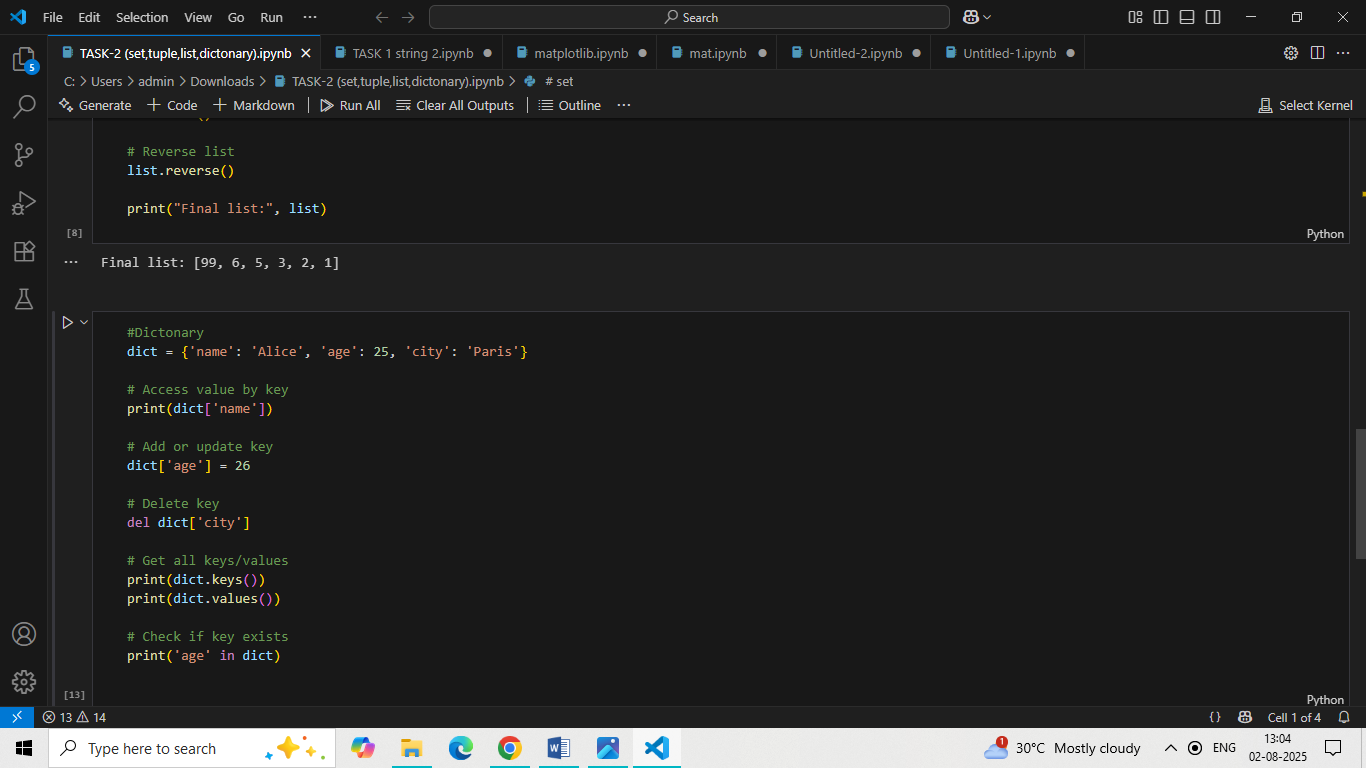 File Edit Selection View Go Run ··· Search
TASK-2 (set,tuple,list,dictonary).ipynb TASK 1 string 2.ipynb matplotlib.ipynb mat.ipynb Untitled-2.ipynb Untitled-1.ipynb
C: > Users > admin > Downloads > TASK-2 (set,tuple,list,dictonary).ipynb > # set
Generate + Code + Markdown Run All Clear All Outputs Outline ··· Select Kernel
5
# Reverse list
list.reverse()
print("Final list:", list)
[8]
Python
··· Final list: [99, 6, 5, 3, 2, 1]
#Dictonary
dict = {'name': 'Alice', 'age': 25, 'city': 'Paris'}
# Access value by key
print(dict['name'])
# Add or update key
dict['age'] = 26
# Delete key
del dict['city']
# Get all keys/values
print(dict.keys())
print(dict.values())
# Check if key exists
print('age' in dict)
[13]
Python
13 14 {} Cell 1 of 4
Type here to search 1 30°C Mostly cloudy ENG 13:04
02-08-2025